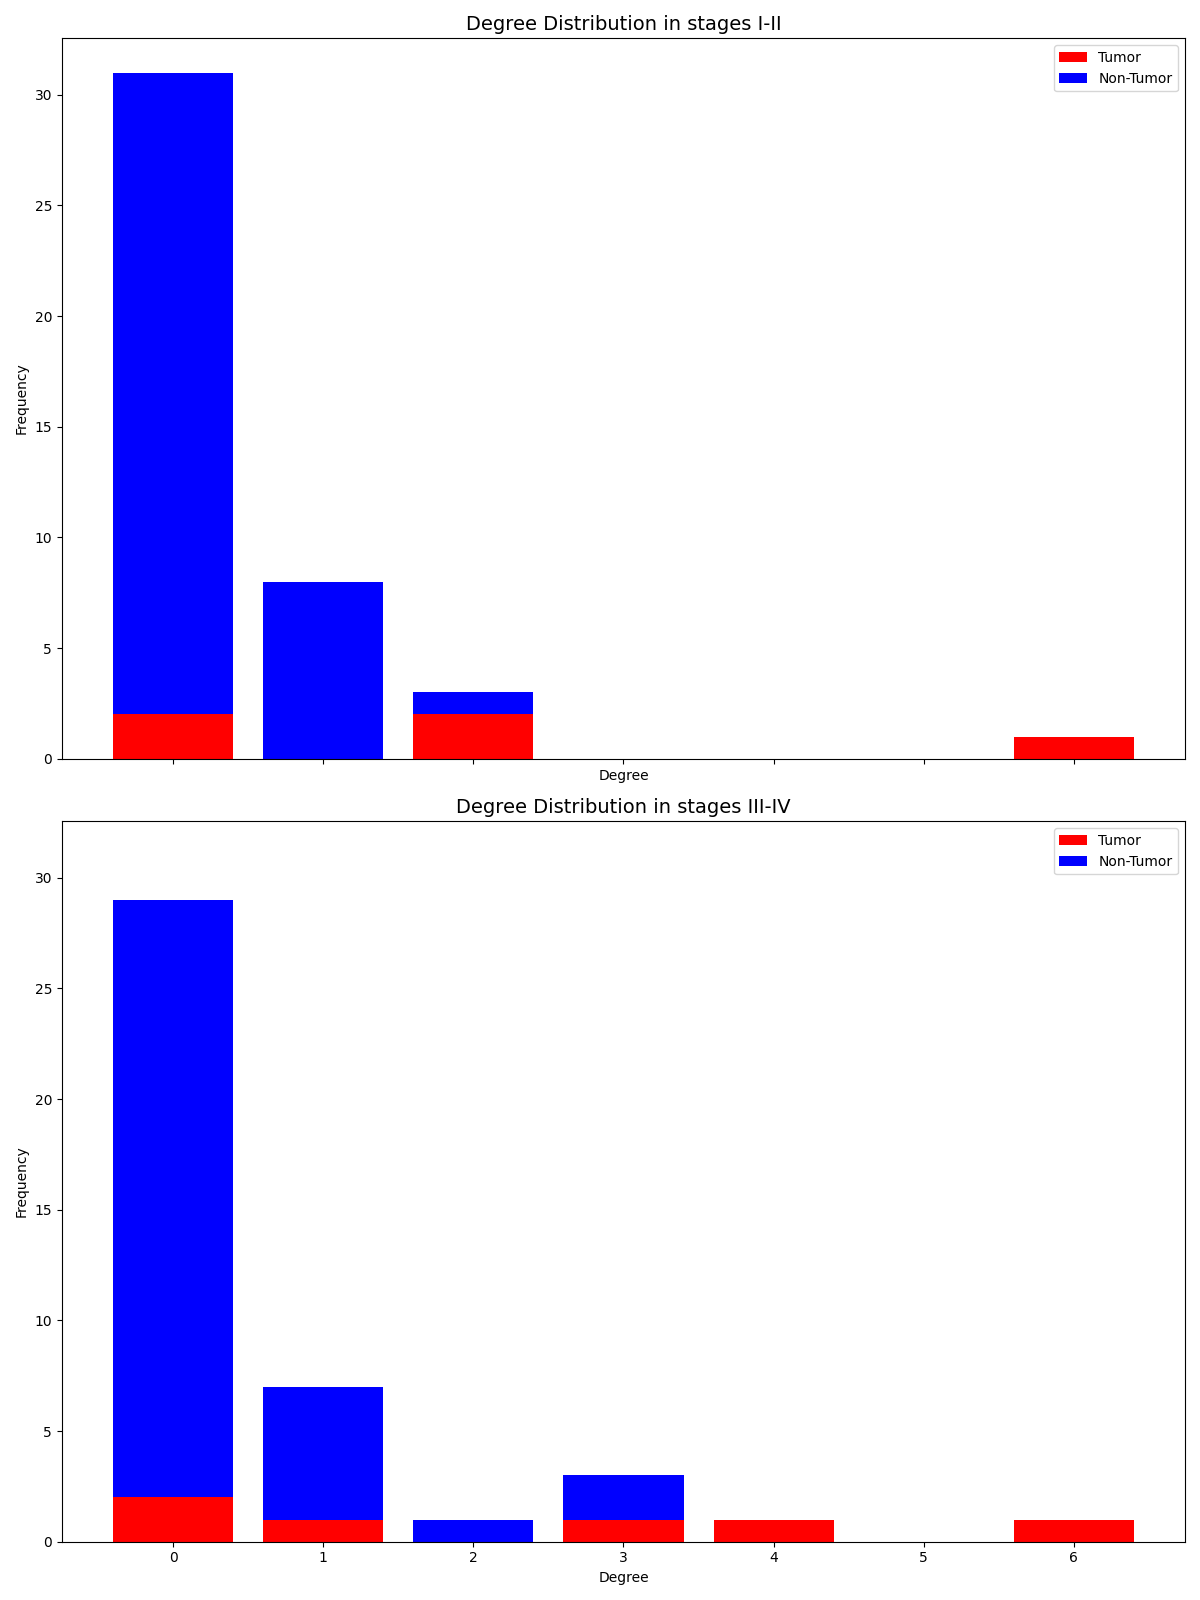 Degree Distribution in stages I-II
Tumor
Non-Tumor
30
25
20
15
10
5
0
Frequency
Degree
Degree Distribution in stages III-IV
Tumor
Non-Tumor
30
25
20
15
10
5
0
Frequency
0 1 2 3 4 5 6
Degree